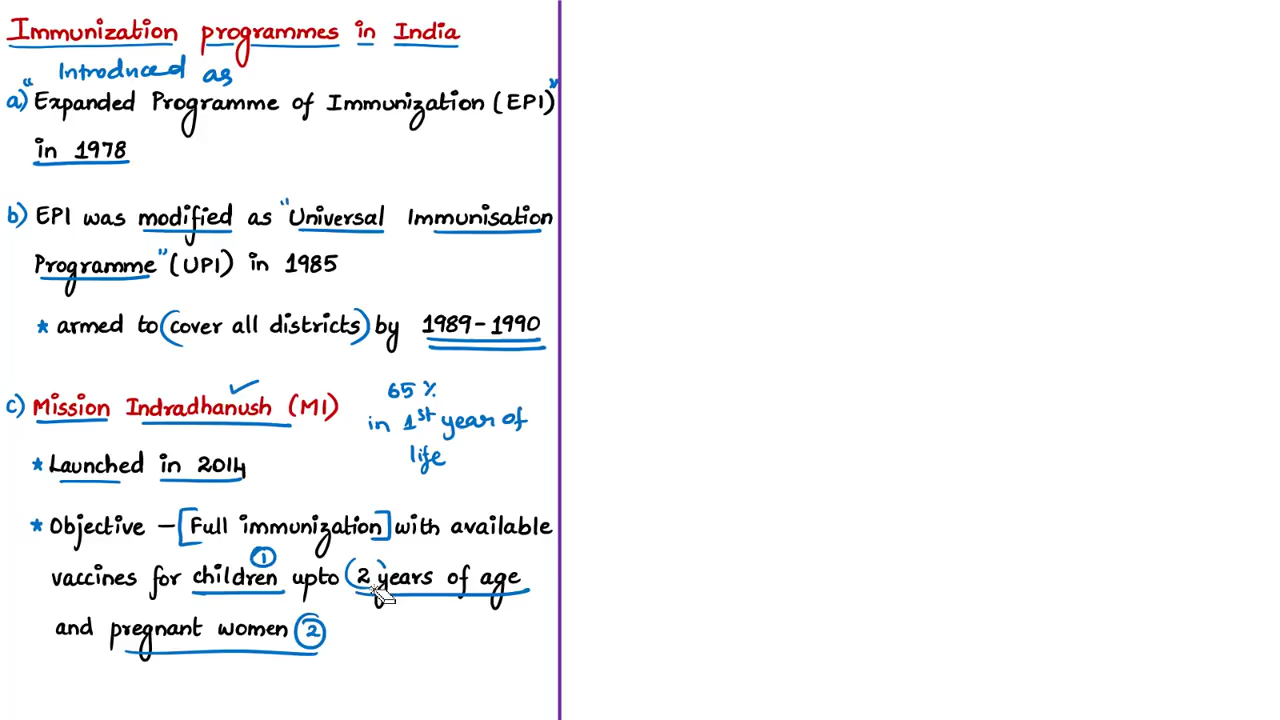 Immunization programmes in India
Introduced as
a) "Expanded Programme of Immunization (EPI)"
in 1978
b) EPI was modified as "Universal Immunisation
Programme" (UPI) in 1985
* armed to (cover all districts) by 1989-1990
c) Mission Indradhanush (MI)
65 %
in 1st year of
life
* Launched in 2014
* Objective - [Full immunization] with available
vaccines for children ① upto (2 years of age
and pregnant women ②